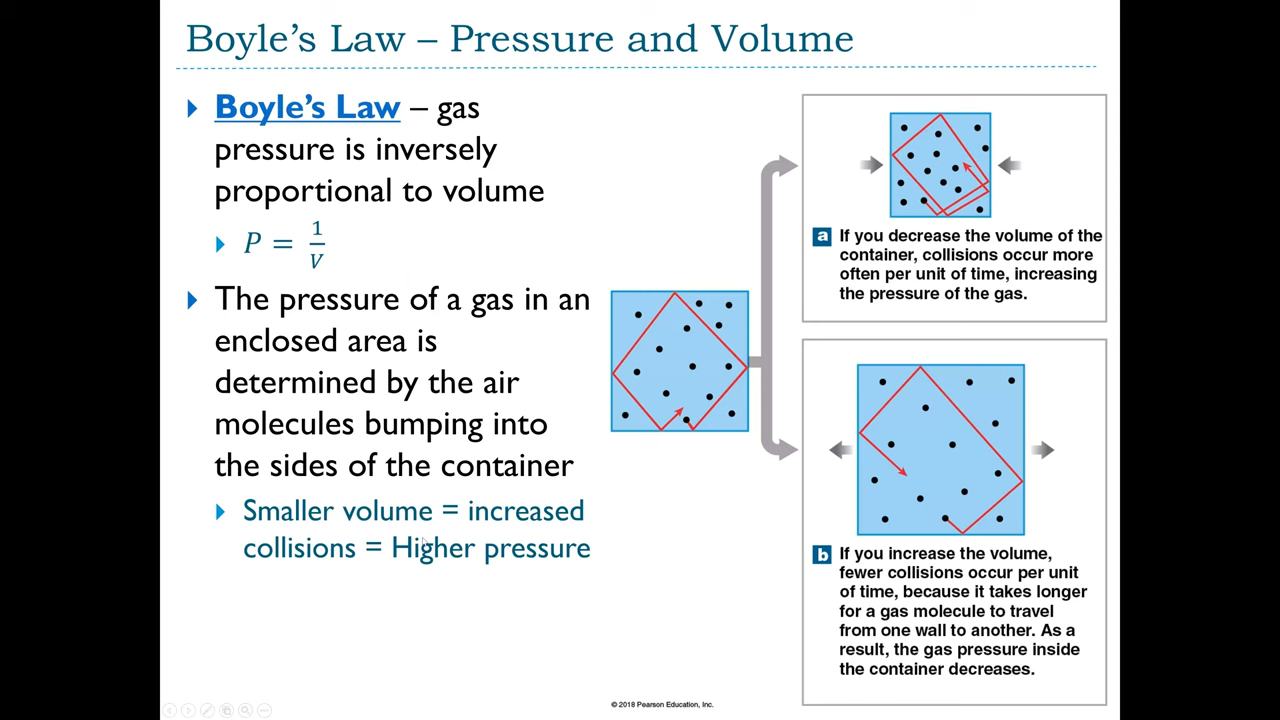 Boyle's Law – Pressure and Volume
Boyle's Law – gas
pressure is inversely
proportional to volume
P = 1/V
The pressure of a gas in an
enclosed area is
determined by the air
molecules bumping into
the sides of the container
Smaller volume = increased
collisions = Higher pressure
a If you decrease the volume of the
container, collisions occur more
often per unit of time, increasing
the pressure of the gas.
b If you increase the volume,
fewer collisions occur per unit
of time, because it takes longer
for a gas molecule to travel
from one wall to another. As a
result, the gas pressure inside
the container decreases.
© 2018 Pearson Education, Inc.